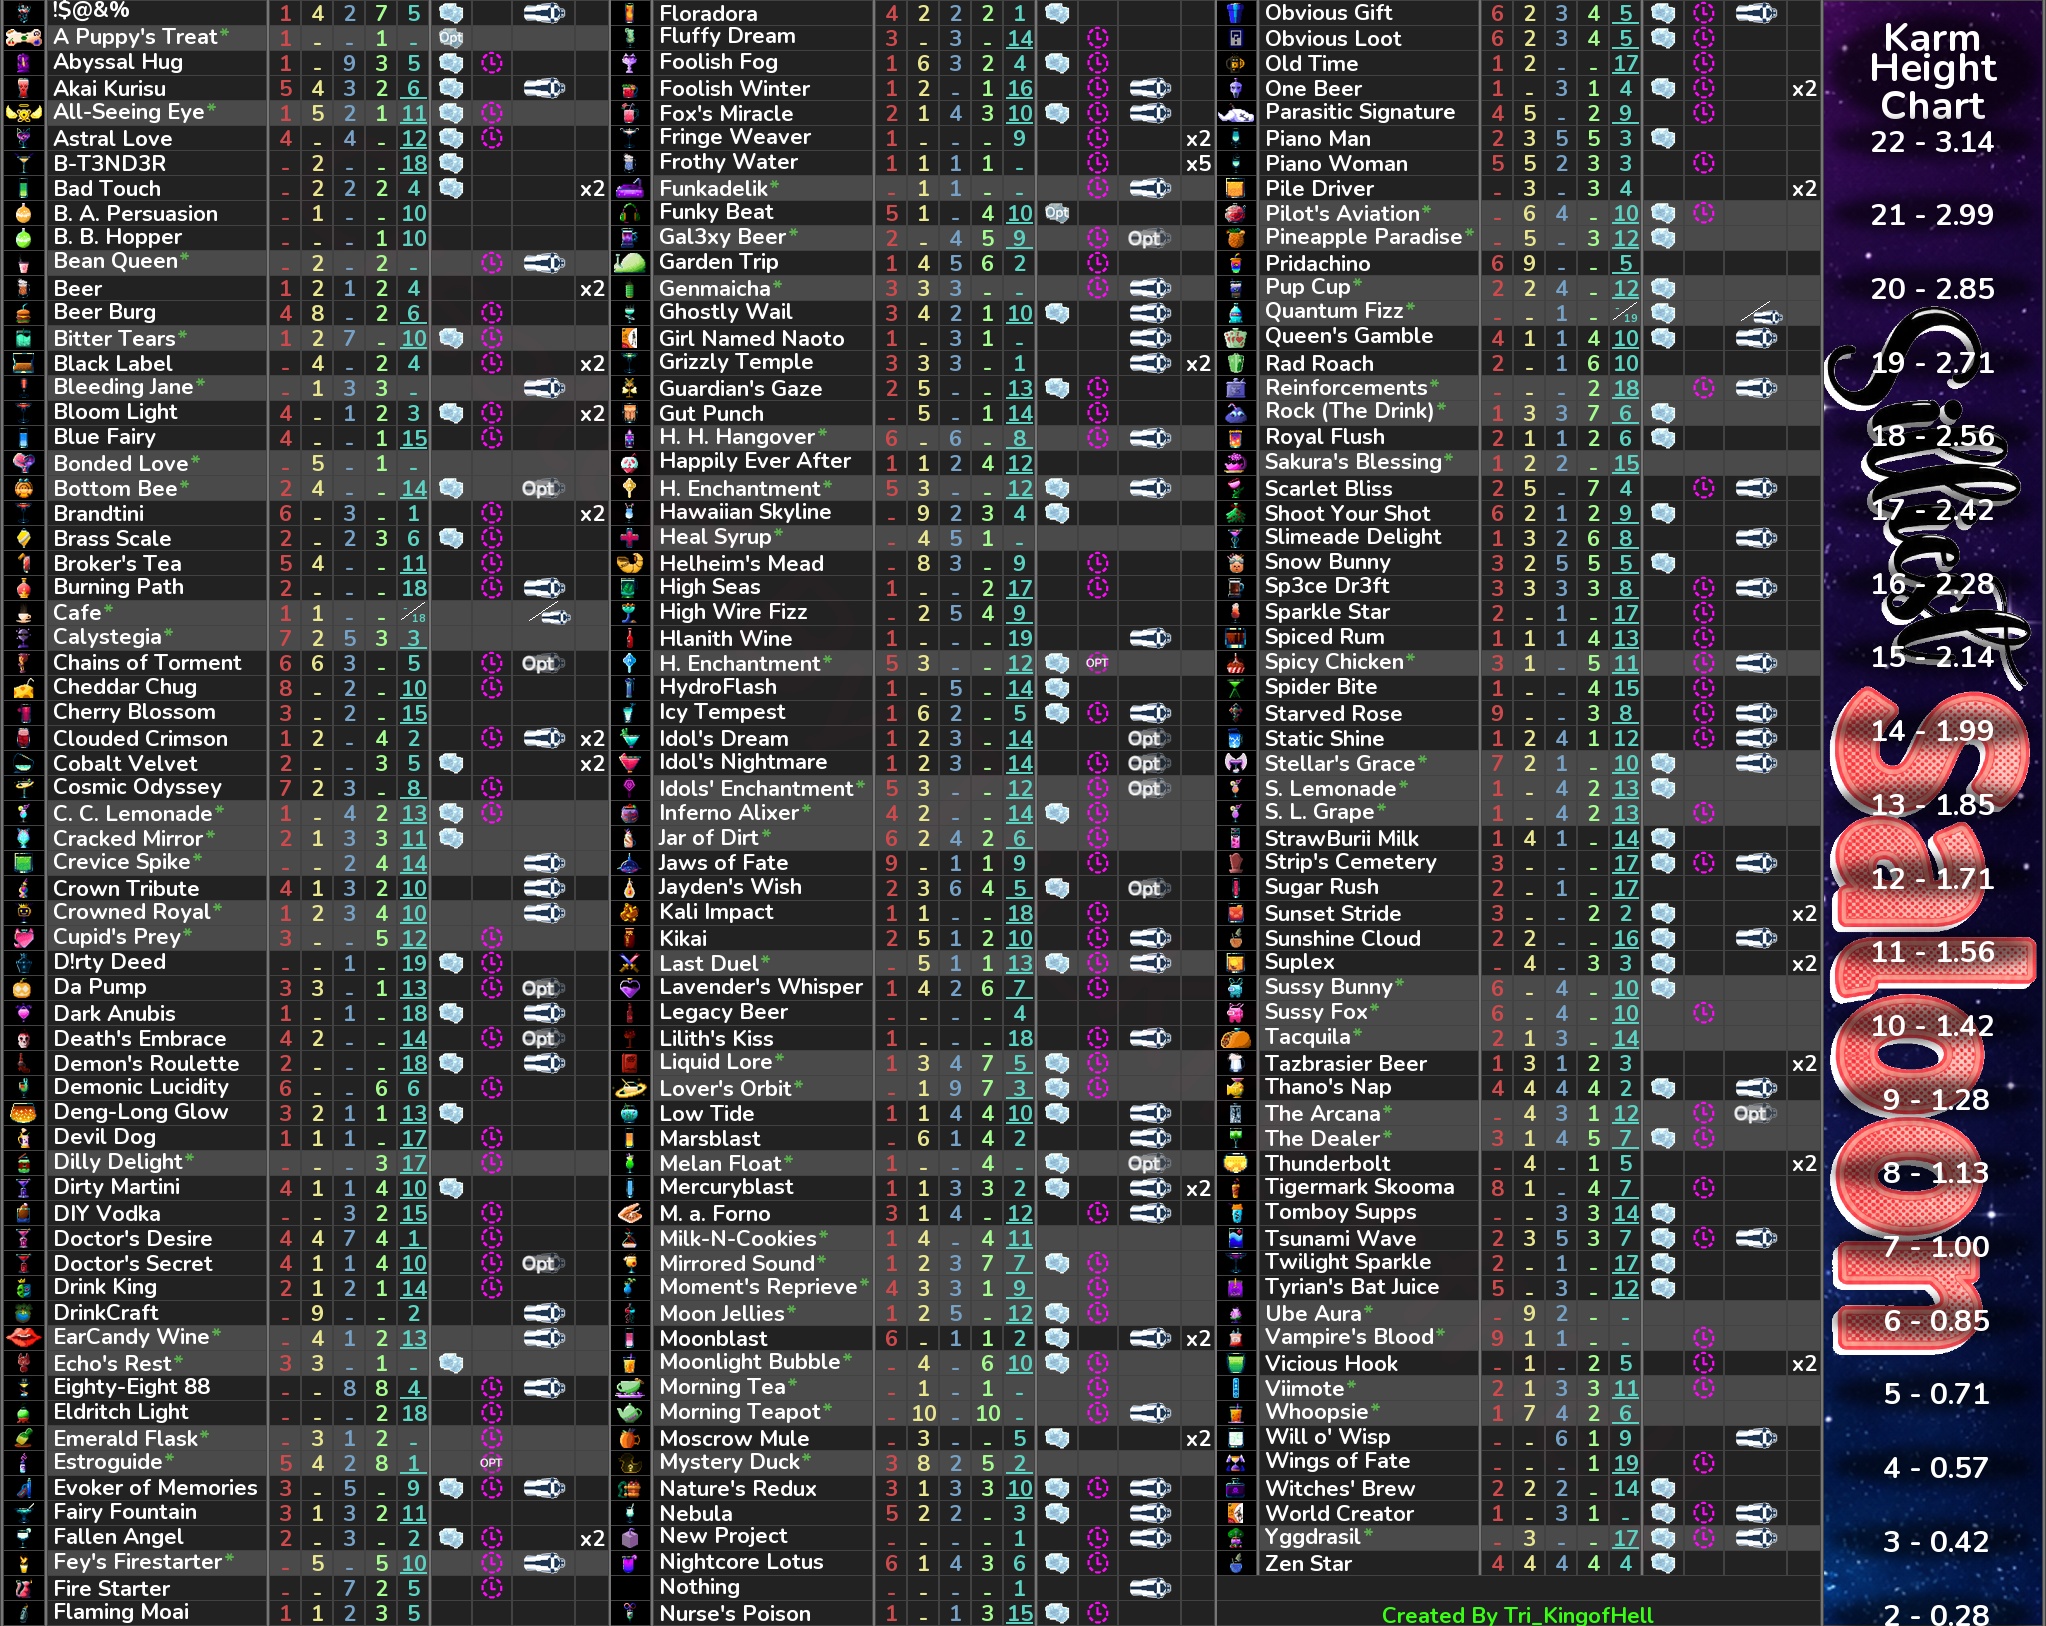 !$@&% 1 4 2 7 5
A Puppy's Treat* 1 - - 1 - Opt
Abyssal Hug 1 - 9 3 5
Akai Kurisu 5 4 3 2 6
All-Seeing Eye* 1 5 2 1 11
Astral Love 4 - 4 - 12
B-T3ND3R - 2 - - 18
Bad Touch - 2 2 2 4 x2
B. A. Persuasion - 1 - - 10
B. B. Hopper - - - 1 10
Bean Queen* - 2 - 2 -
Beer 1 2 1 2 4 x2
Beer Burg 4 8 - 2 6
Bitter Tears* 1 2 7 - 10
Black Label - 4 - 2 4 x2
Bleeding Jane* - 1 3 3 -
Bloom Light 4 - 1 2 3 x2
Blue Fairy 4 - - 1 15
Bonded Love* - 5 - 1 -
Bottom Bee* 2 4 - - 14 Opt
Brandtini 6 - 3 - 1 x2
Brass Scale 2 - 2 3 6
Broker's Tea 5 4 - - 11
Burning Path 2 - - - 18
Cafe* 1 1 - - -/18
Calystegia* 7 2 5 3 3
Chains of Torment 6 6 3 - 5 Opt
Cheddar Chug 8 - 2 - 10
Cherry Blossom 3 - 2 - 15
Clouded Crimson 1 2 - 4 2 x2
Cobalt Velvet 2 - - 3 5 x2
Cosmic Odyssey 7 2 3 - 8
C. C. Lemonade* 1 - 4 2 13
Cracked Mirror* 2 1 3 3 11
Crevice Spike* - - 2 4 14
Crown Tribute 4 1 3 2 10
Crowned Royal* 1 2 3 4 10
Cupid's Prey* 3 - - 5 12
D!rty Deed - - 1 - 19
Da Pump 3 3 - 1 13 Opt
Dark Anubis 1 - 1 - 18
Death's Embrace 4 2 - - 14 Opt
Demon's Roulette 2 - - - 18
Demonic Lucidity 6 - - 6 6
Deng-Long Glow 3 2 1 1 13
Devil Dog 1 1 1 - 17
Dilly Delight* - - - 3 17
Dirty Martini 4 1 1 4 10
DIY Vodka - - 3 2 15
Doctor's Desire 4 4 7 4 1
Doctor's Secret 4 1 1 4 10 Opt
Drink King 2 1 2 1 14
DrinkCraft - 9 - - 2
EarCandy Wine* - 4 1 2 13
Echo's Rest* 3 3 - 1 -
Eighty-Eight 88 - - 8 8 4
Eldritch Light - - - 2 18
Emerald Flask* - 3 1 2 -
Estroguide* 5 4 2 8 1 OPT
Evoker of Memories 3 - 5 - 9
Fairy Fountain 3 1 3 2 11
Fallen Angel 2 - 3 - 2 x2
Fey's Firestarter* - 5 - 5 10
Fire Starter - - 7 2 5
Flaming Moai 1 1 2 3 5
Floradora 4 2 2 2 1
Fluffy Dream 3 - 3 - 14
Foolish Fog 1 6 3 2 4
Foolish Winter 1 2 - 1 16
Fox's Miracle 2 1 4 3 10
Fringe Weaver 1 - - - 9 x2
Frothy Water 1 1 1 1 - x5
Funkadelik* - 1 1 - -
Funky Beat 5 1 - 4 10 Opt
Gal3xy Beer* 2 - 4 5 9 Opt
Garden Trip 1 4 5 6 2
Genmaicha* 3 3 3 - -
Ghostly Wail 3 4 2 1 10
Girl Named Naoto 1 - 3 1 -
Grizzly Temple 3 3 3 - 1 x2
Guardian's Gaze 2 5 - - 13
Gut Punch - 5 - 1 14
H. H. Hangover* 6 - 6 - 8
Happily Ever After 1 1 2 4 12
H. Enchantment* 5 3 - - 12
Hawaiian Skyline - 9 2 3 4
Heal Syrup* - 4 5 1 -
Helheim's Mead - 8 3 - 9
High Seas 1 - - 2 17
High Wire Fizz - 2 5 4 9
Hlanith Wine 1 - - - 19
H. Enchantment* 5 3 - - 12 OPT
HydroFlash 1 - 5 - 14
Icy Tempest 1 6 2 - 5
Idol's Dream 1 2 3 - 14 Opt
Idol's Nightmare 1 2 3 - 14 Opt
Idols' Enchantment* 5 3 - - 12 Opt
Inferno Alixer* 4 2 - - 14
Jar of Dirt* 6 2 4 2 6
Jaws of Fate 9 - 1 1 9
Jayden's Wish 2 3 6 4 5 Opt
Kali Impact 1 1 - - 18
Kikai 2 5 1 2 10
Last Duel* - 5 1 1 13
Lavender's Whisper 1 4 2 6 7
Legacy Beer - - - - 4
Lilith's Kiss 1 - - - 18
Liquid Lore* 1 3 4 7 5
Lover's Orbit* - 1 9 7 3
Low Tide 1 1 4 4 10
Marsblast - 6 1 4 2
Melan Float* 1 - - 4 - Opt
Mercuryblast 1 1 3 3 2 x2
M. a. Forno 3 1 4 - 12
Milk-N-Cookies* 1 4 - 4 11
Mirrored Sound* 1 2 3 7 7
Moment's Reprieve* 4 3 3 1 9
Moon Jellies* 1 2 5 - 12
Moonblast 6 - 1 1 2 x2
Moonlight Bubble* - 4 - 6 10
Morning Tea* - 1 - 1 -
Morning Teapot* - 10 - 10 -
Moscrow Mule - 3 - - 5 x2
Mystery Duck* 3 8 2 5 2
Nature's Redux 3 1 3 3 10
Nebula 5 2 2 - 3
New Project - - - - 1
Nightcore Lotus 6 1 4 3 6
Nothing - - - - 1
Nurse's Poison 1 - 1 3 15
Obvious Gift 6 2 3 4 5
Obvious Loot 6 2 3 4 5
Old Time 1 2 - - 17
One Beer 1 - 3 1 4 x2
Parasitic Signature 4 5 - 2 9
Piano Man 2 3 5 5 3
Piano Woman 5 5 2 3 3
Pile Driver - 3 - 3 4 x2
Pilot's Aviation* - 6 4 - 10
Pineapple Paradise* - 5 - 3 12
Pridachino 6 9 - - 5
Pup Cup* 2 2 4 - 12
Quantum Fizz* - - 1 - -/19
Queen's Gamble 4 1 1 4 10
Rad Roach 2 - 1 6 10
Reinforcements* - - - 2 18
Rock (The Drink)* 1 3 3 7 6
Royal Flush 2 1 1 2 6
Sakura's Blessing* 1 2 2 - 15
Scarlet Bliss 2 5 - 7 4
Shoot Your Shot 6 2 1 2 9
Slimeade Delight 1 3 2 6 8
Snow Bunny 3 2 5 5 5
Sp3ce Dr3ft 3 3 3 3 8
Sparkle Star 2 - 1 - 17
Spiced Rum 1 1 1 4 13
Spicy Chicken* 3 1 - 5 11
Spider Bite 1 - - 4 15
Starved Rose 9 - - 3 8
Static Shine 1 2 4 1 12
Stellar's Grace* 7 2 1 - 10
S. Lemonade* 1 - 4 2 13
S. L. Grape* 1 - 4 2 13
StrawBurii Milk 1 4 1 - 14
Strip's Cemetery 3 - - - 17
Sugar Rush 2 - 1 - 17
Sunset Stride 3 - - 2 2 x2
Sunshine Cloud 2 2 - - 16
Suplex - 4 - 3 3 x2
Sussy Bunny* 6 - 4 - 10
Sussy Fox* 6 - 4 - 10
Tacquila* 2 1 3 - 14
Tazbrasier Beer 1 3 1 2 3 x2
Thano's Nap 4 4 4 4 2
The Arcana* - 4 3 1 12 Opt
The Dealer* 3 1 4 5 7
Thunderbolt - 4 - 1 5 x2
Tigermark Skooma 8 1 - 4 7
Tomboy Supps - - 3 3 14
Tsunami Wave 2 3 5 3 7
Twilight Sparkle 2 - 1 - 17
Tyrian's Bat Juice 5 - 3 - 12
Ube Aura* - 9 2 - -
Vampire's Blood* 9 1 1 - -
Vicious Hook - 1 - 2 5 x2
Viimote* 2 1 3 3 11
Whoopsie* 1 7 4 2 6
Will o' Wisp - - 6 1 9
Wings of Fate - - - 1 19
Witches' Brew 2 2 2 - 14
World Creator 1 - 3 1 -
Yggdrasil* - 3 - - 17
Zen Star 4 4 4 4 4
Created By Tri_KingofHell
Karm
Height
Chart
22 - 3.14
21 - 2.99
20 - 2.85
19 - 2.71
18 - 2.56
17 - 2.42
16 - 2.28
15 - 2.14
14 - 1.99
13 - 1.85
12 - 1.71
11 - 1.56
10 - 1.42
9 - 1.28
8 - 1.13
7 - 1.00
6 - 0.85
5 - 0.71
4 - 0.57
3 - 0.42
2 - 0.28
Sillest
Saloon